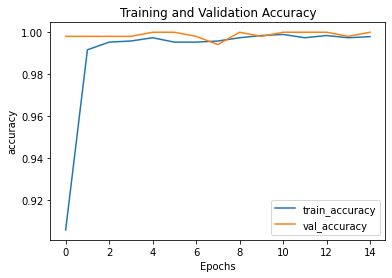 Training and Validation Accuracy
1.00
0.98
0.96
0.94
0.92
accuracy
train_accuracy
val_accuracy
0 2 4 6 8 10 12 14
Epochs